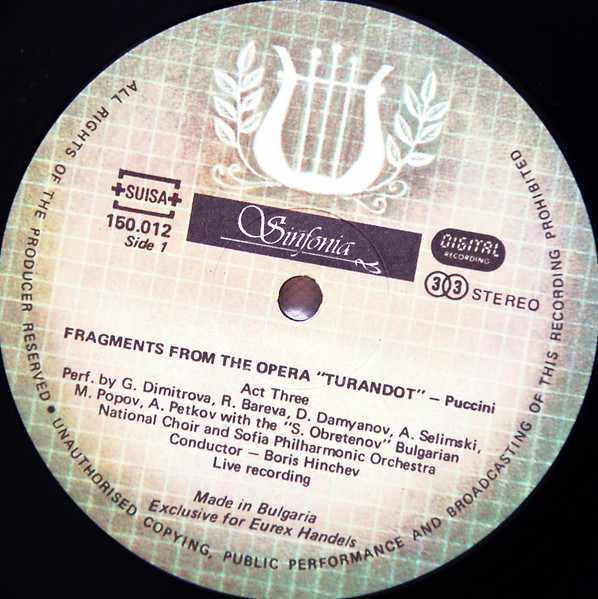 +SUISA+
150.012
Side 1
Sinfonia
DIGITAL
RECORDING
33 STEREO
FRAGMENTS FROM THE OPERA "TURANDOT" – Puccini
Act Three
Perf. by G. Dimitrova, R. Bareva, D. Damyanov, A. Selimski,
M. Popov, A. Petkov with the "S. Obretenov" Bulgarian
National Choir and Sofia Philharmonic Orchestra
Conductor – Boris Hinchev
Live recording
Made in Bulgaria
Exclusive for Eurex Handels
ALL RIGHTS OF THE PRODUCER RESERVED • UNAUTHORISED COPYING, PUBLIC PERFORMANCE AND BROADCASTING OF THIS RECORDING PROHIBITED